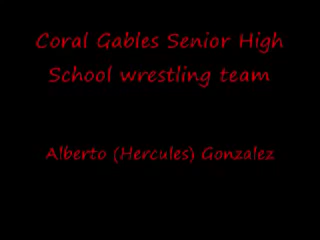 Coral Gables Senior High
School wrestling team
Alberto (Hercules) Gonzalez